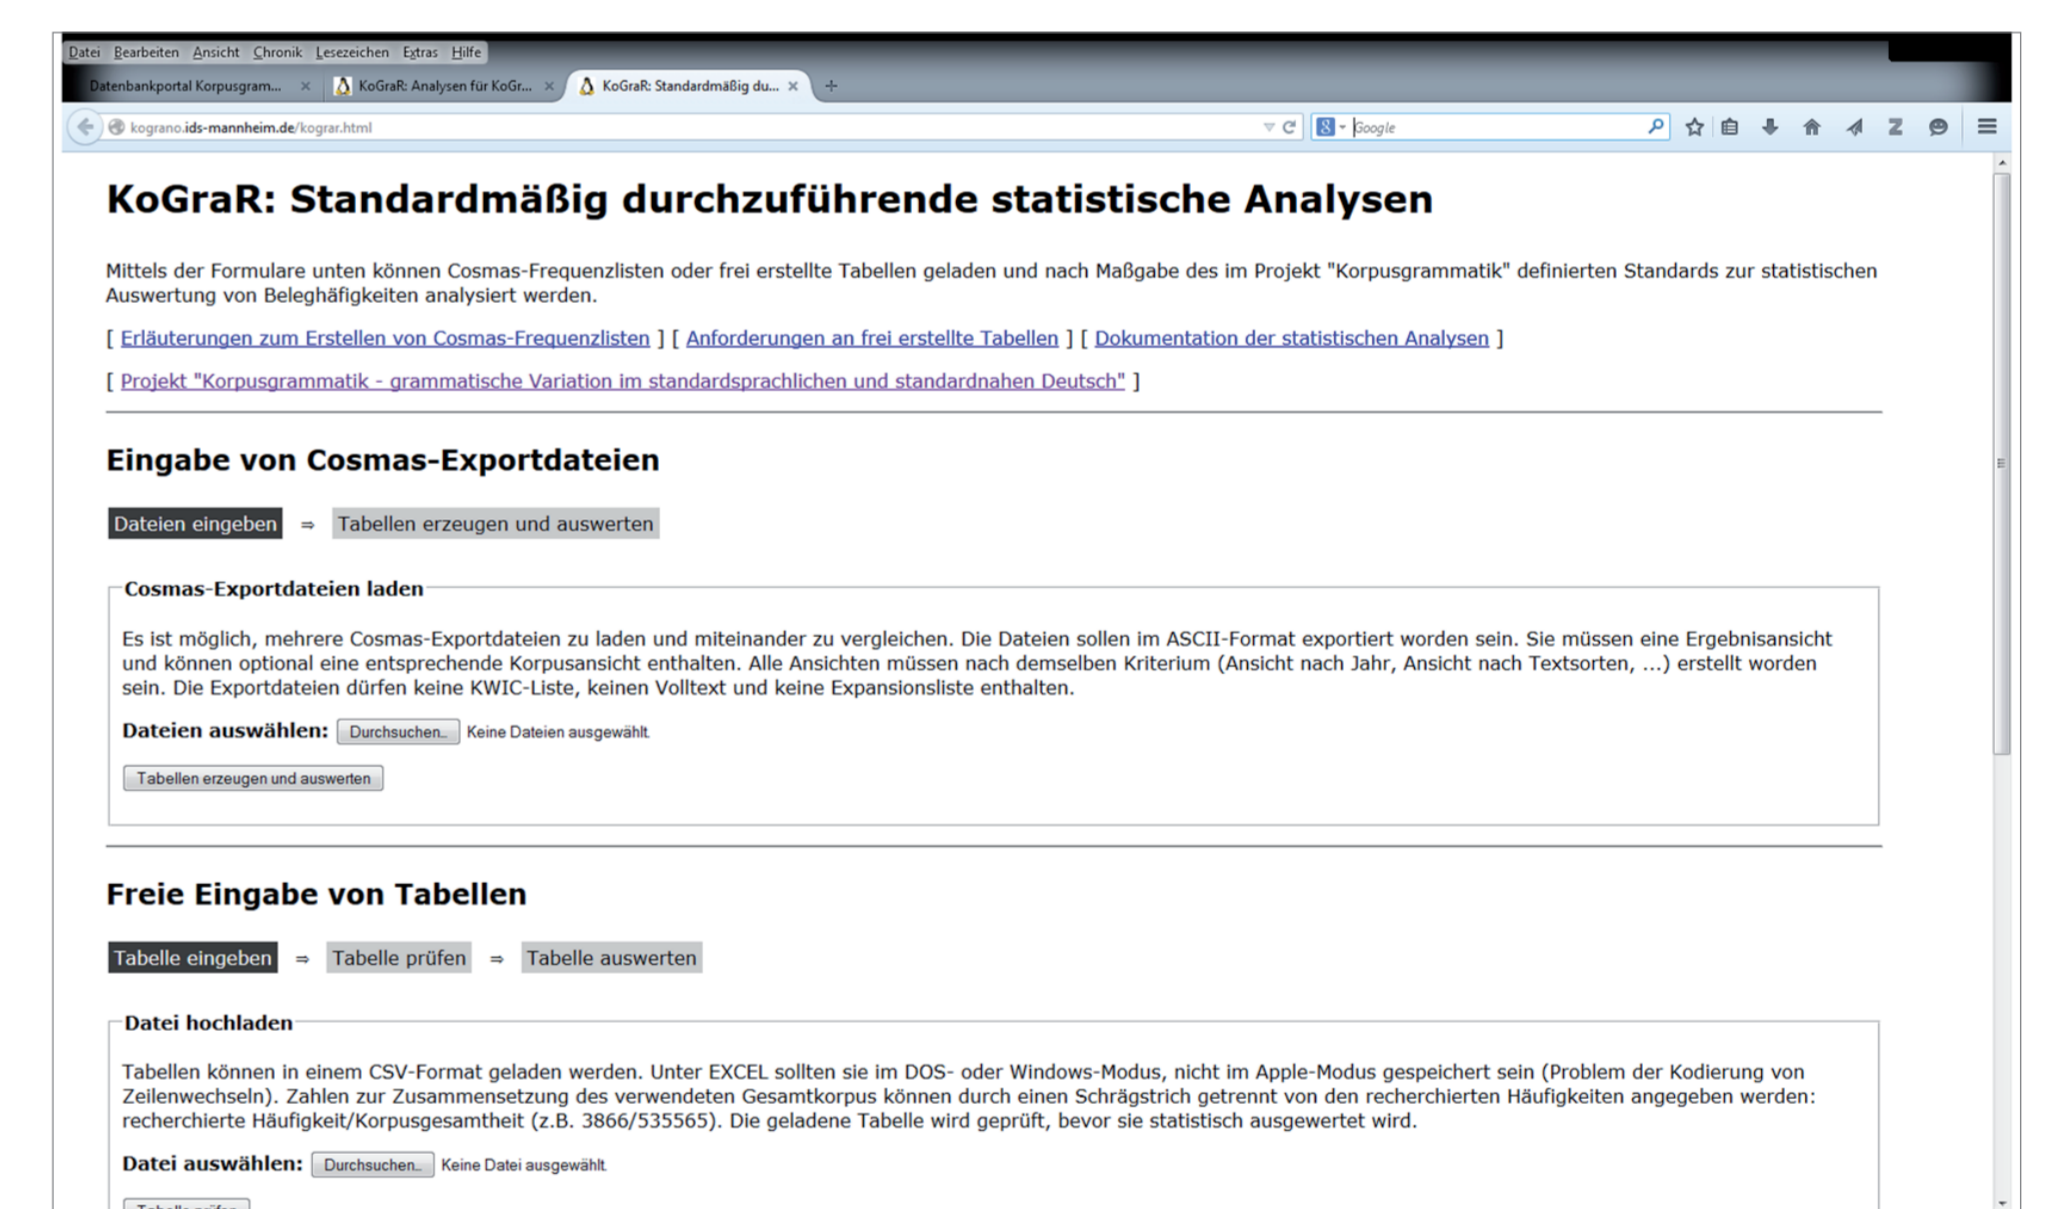 Datei Bearbeiten Ansicht Chronik Lesezeichen Extras Hilfe
Datenbankportal Korpusgram... × KoGraR: Analysen für KoGr... × KoGraR: Standardmäßig du... × +
kograno.ids-mannheim.de/kograr.html Google
KoGraR: Standardmäßig durchzuführende statistische Analysen
Mittels der Formulare unten können Cosmas-Frequenzlisten oder frei erstellte Tabellen geladen und nach Maßgabe des im Projekt "Korpusgrammatik" definierten Standards zur statistischen
Auswertung von Beleghäfigkeiten analysiert werden.
[ Erläuterungen zum Erstellen von Cosmas-Frequenzlisten ] [ Anforderungen an frei erstellte Tabellen ] [ Dokumentation der statistischen Analysen ]
[ Projekt "Korpusgrammatik - grammatische Variation im standardsprachlichen und standardnahen Deutsch" ]
Eingabe von Cosmas-Exportdateien
Dateien eingeben ⇒ Tabellen erzeugen und auswerten
Cosmas-Exportdateien laden
Es ist möglich, mehrere Cosmas-Exportdateien zu laden und miteinander zu vergleichen. Die Dateien sollen im ASCII-Format exportiert worden sein. Sie müssen eine Ergebnisansicht
und können optional eine entsprechende Korpusansicht enthalten. Alle Ansichten müssen nach demselben Kriterium (Ansicht nach Jahr, Ansicht nach Textsorten, ...) erstellt worden
sein. Die Exportdateien dürfen keine KWIC-Liste, keinen Volltext und keine Expansionsliste enthalten.
Dateien auswählen: Durchsuchen... Keine Dateien ausgewählt.
Tabellen erzeugen und auswerten
Freie Eingabe von Tabellen
Tabelle eingeben ⇒ Tabelle prüfen ⇒ Tabelle auswerten
Datei hochladen
Tabellen können in einem CSV-Format geladen werden. Unter EXCEL sollten sie im DOS- oder Windows-Modus, nicht im Apple-Modus gespeichert sein (Problem der Kodierung von
Zeilenwechseln). Zahlen zur Zusammensetzung des verwendeten Gesamtkorpus können durch einen Schrägstrich getrennt von den recherchierten Häufigkeiten angegeben werden:
recherchierte Häufigkeit/Korpusgesamtheit (z.B. 3866/535565). Die geladene Tabelle wird geprüft, bevor sie statistisch ausgewertet wird.
Datei auswählen: Durchsuchen... Keine Datei ausgewählt.
Tabelle prüfen